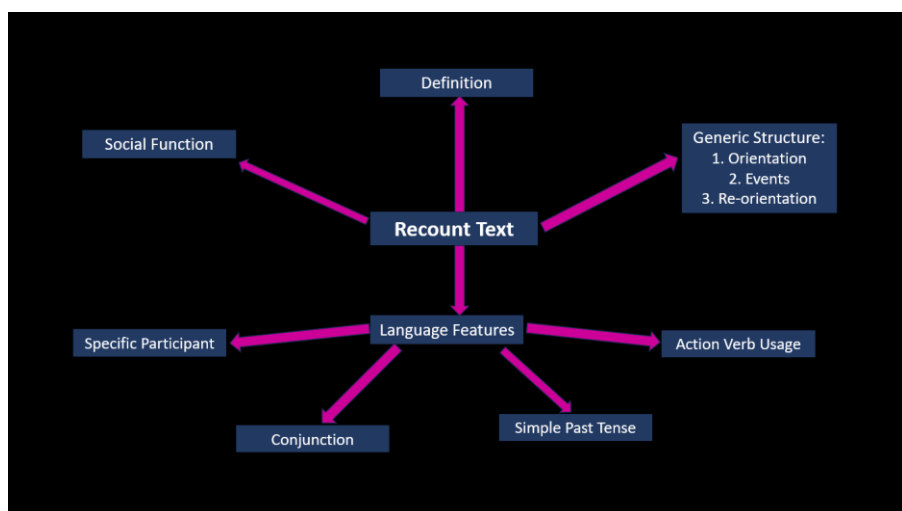 Definition
Social Function
Generic Structure:
1. Orientation
2. Events
3. Re-orientation
Recount Text
Language Features
Specific Participant
Action Verb Usage
Simple Past Tense
Conjunction